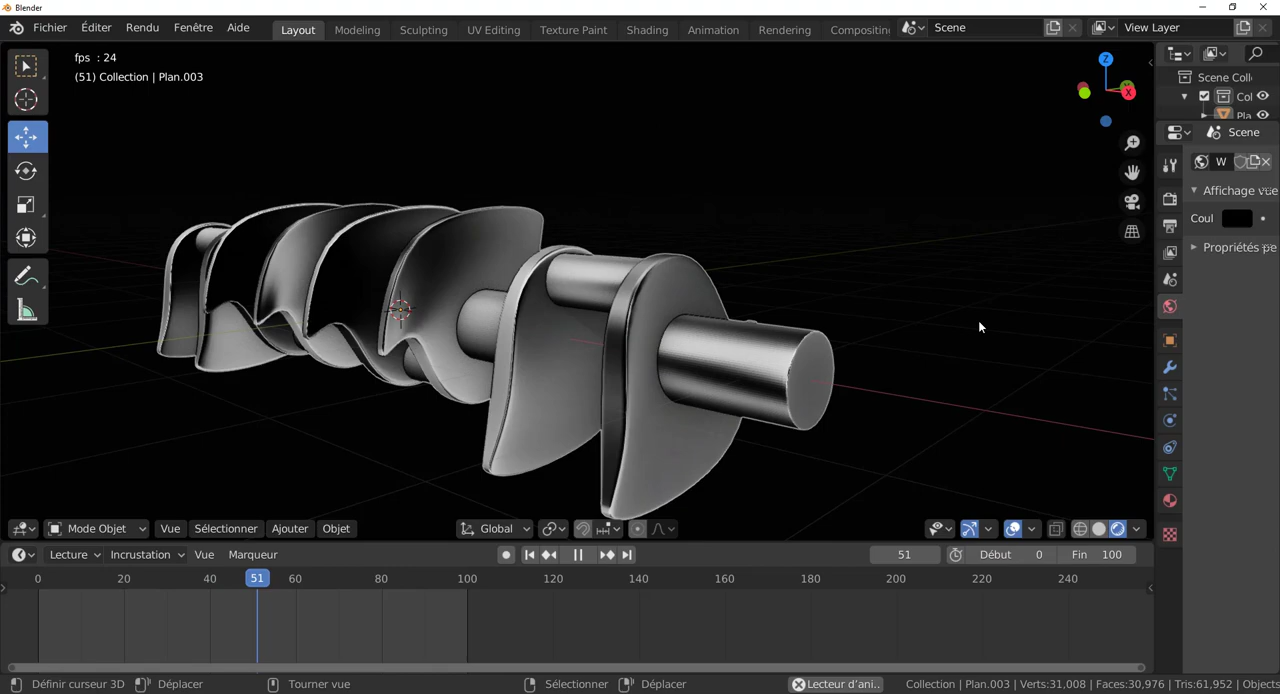 Blender
Fichier Éditer Rendu Fenêtre Aide Layout Modeling Sculpting UV Editing Texture Paint Shading Animation Rendering Compositing Scene View Layer
fps : 24
(51) Collection | Plan.003
Z
X
Scene Coll
Col
Pla
Scene
W
Affichage vue
Coul
Propriétés pe
Mode Objet Vue Sélectionner Ajouter Objet Global
Lecture Incrustation Vue Marqueur 51 Début 0 Fin 100
0 20 40 51 60 80 100 120 140 160 180 200 220 240
Définir curseur 3D Déplacer Tourner vue Sélectionner Déplacer Lecteur d'ani.. Collection | Plan.003 | Verts:31,008 | Faces:30,976 | Tris:61,952 | Objects